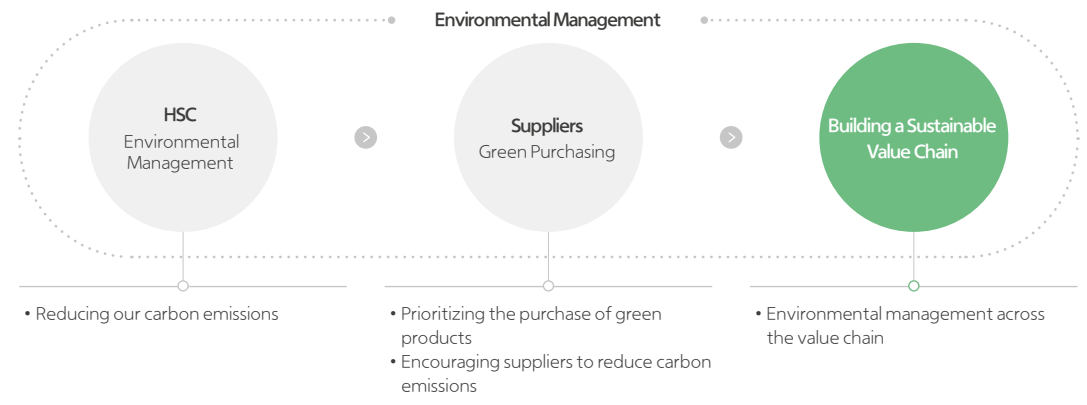 Environmental Management
HSC
Environmental
Management
Suppliers
Green Purchasing
Building a Sustainable
Value Chain
• Reducing our carbon emissions
• Prioritizing the purchase of green
products
• Encouraging suppliers to reduce carbon
emissions
• Environmental management across
the value chain